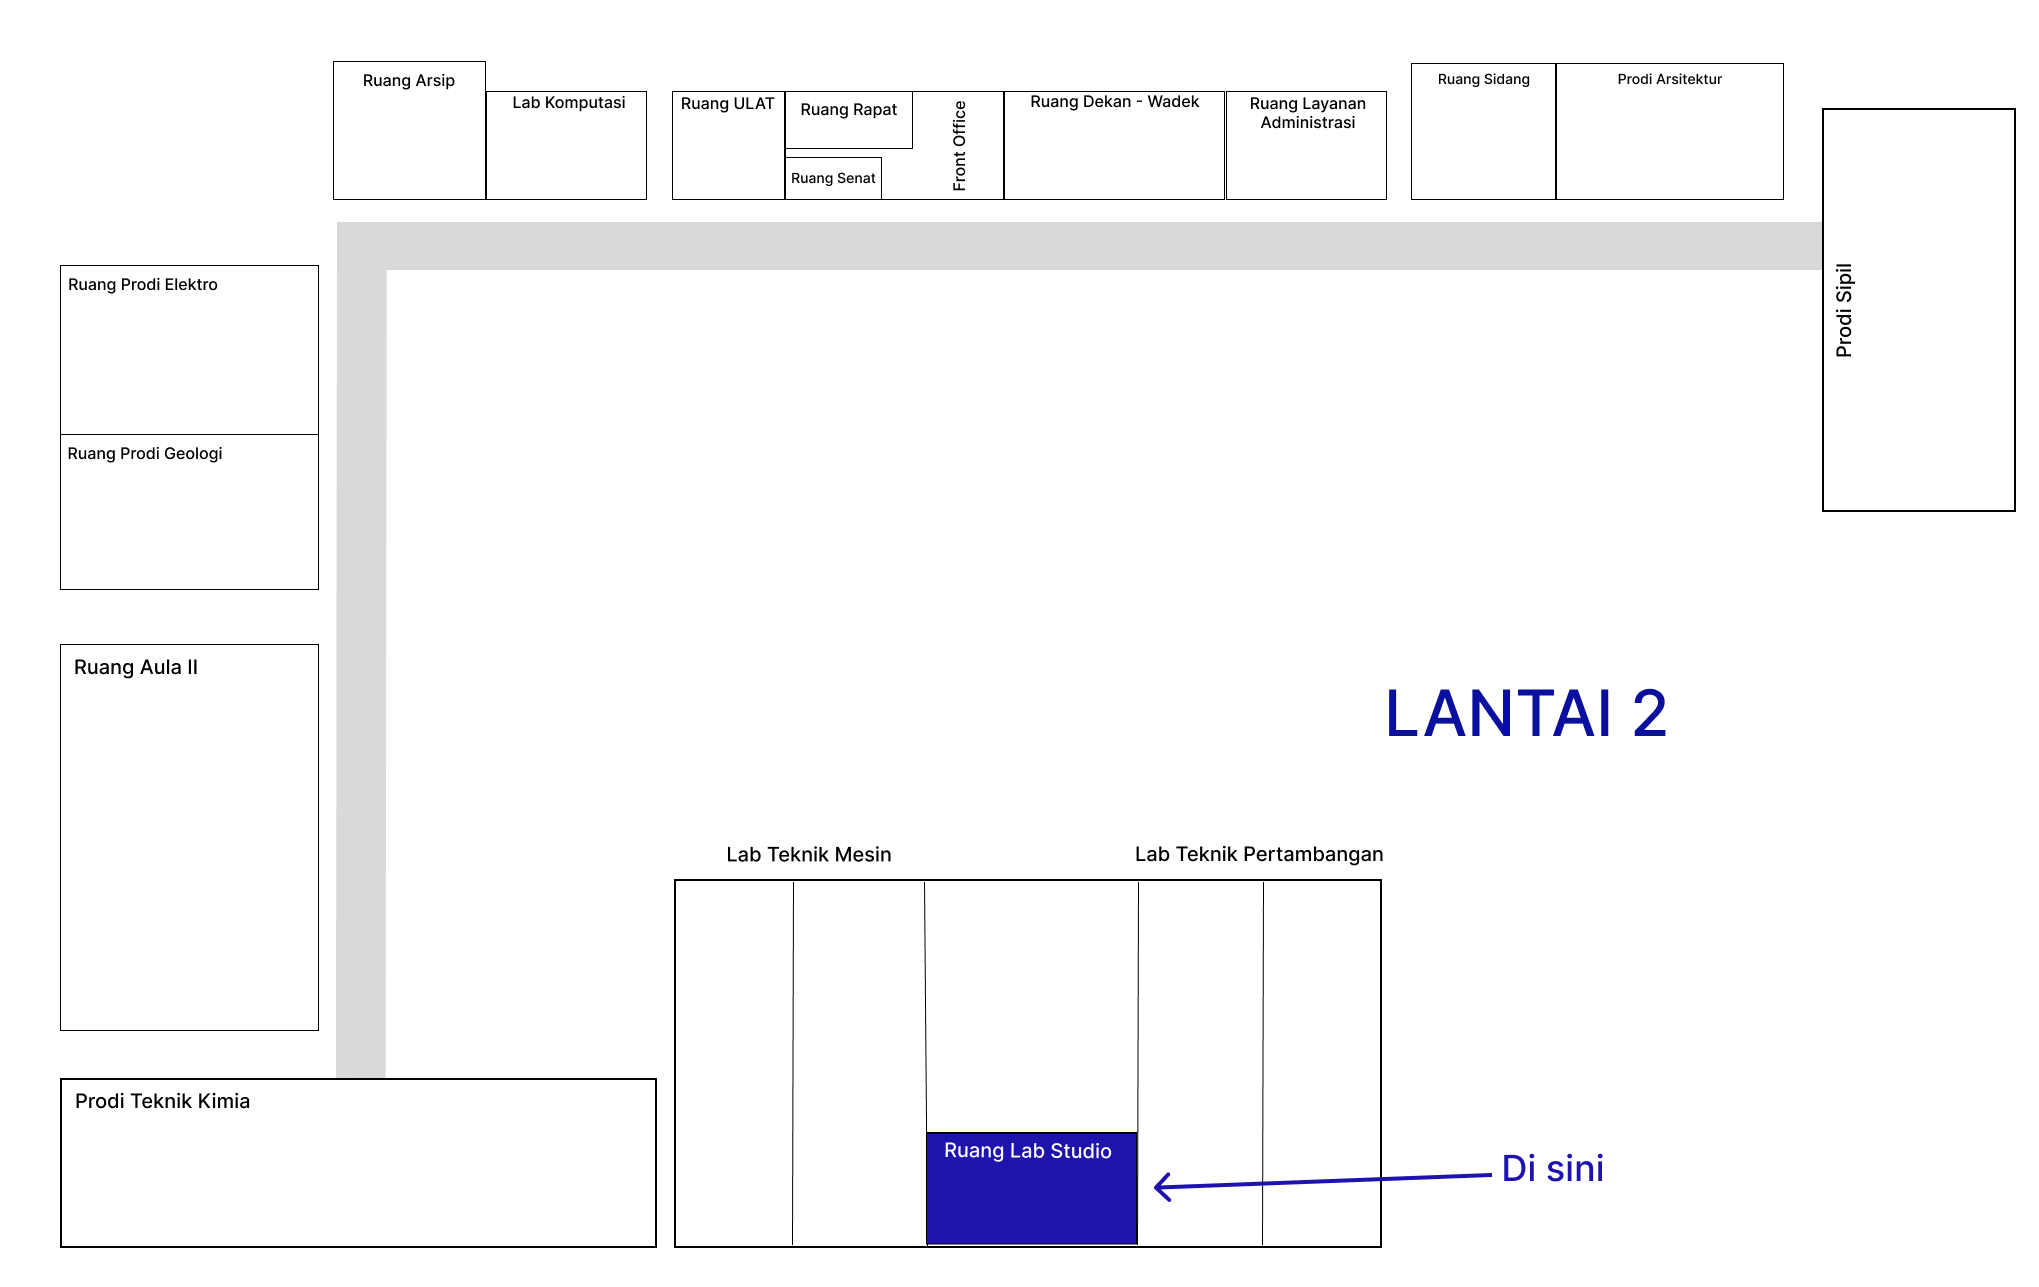 Ruang Arsip
Lab Komputasi
Ruang ULAT
Ruang Rapat
Ruang Senat
Front Office
Ruang Dekan - Wadek
Ruang Layanan
Administrasi
Ruang Sidang
Prodi Arsitektur
Prodi Sipil
Ruang Prodi Elektro
Ruang Prodi Geologi
Ruang Aula II
LANTAI 2
Lab Teknik Mesin
Lab Teknik Pertambangan
Prodi Teknik Kimia
Ruang Lab Studio
Di sini